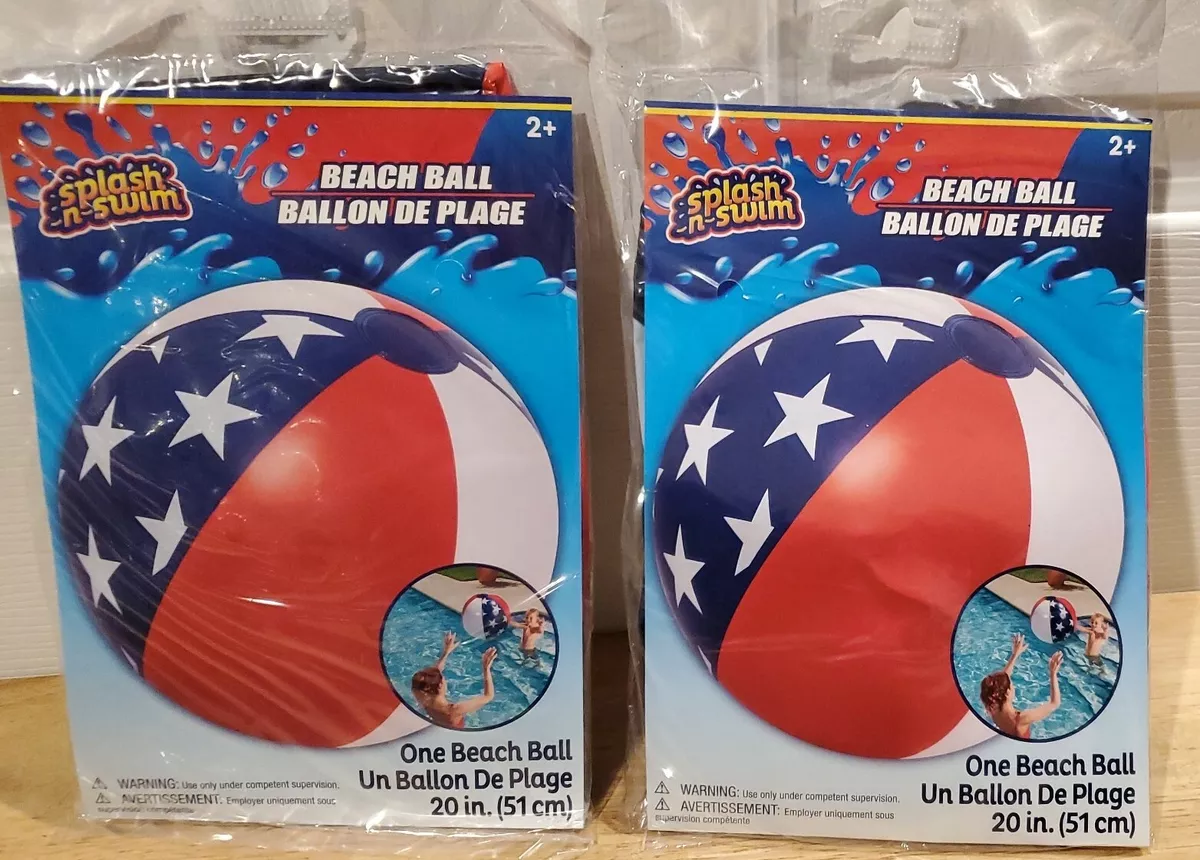 2+
splash
n swim
BEACH BALL
BALLON DE PLAGE
One Beach Ball
Un Ballon De Plage
20 in. (51 cm)
WARNING: Use only under competent supervision.
AVERTISSEMENT: Employer uniquement sous
supervision compétente
2+
splash
n swim
BEACH BALL
BALLON DE PLAGE
One Beach Ball
Un Ballon De Plage
20 in. (51 cm)
WARNING: Use only under competent supervision.
AVERTISSEMENT: Employer uniquement sous
supervision compétente